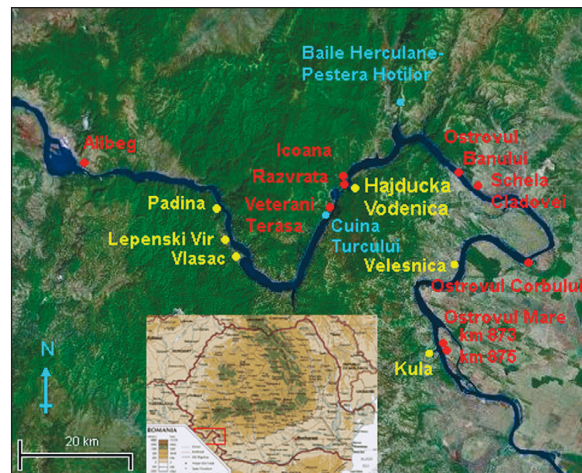 Baile Herculane-
Pestera Hotilor
Alibeg
Icoana
Razvrata
Ostrovul
Banului
Schela
Cladovei
Padina
Hajducka
Vodenica
Veterani
Terasa
Cuina
Turcului
Lepenski Vir
Vlasac
Velesnica
Ostrovul Corbului
Ostrovul Mare
km 873
km 875
Kula
N
20 km
ROMANIA